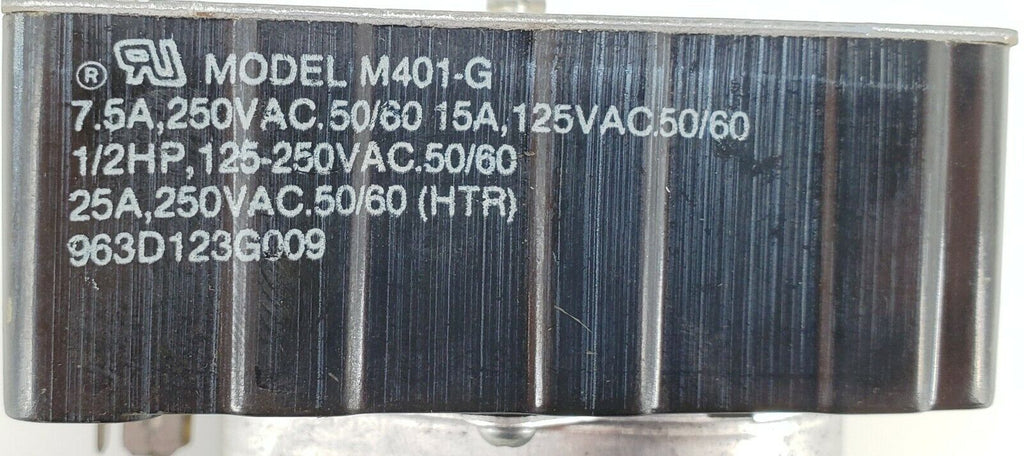 ® RU MODEL M401-G
7.5A,250VAC.50/60 15A,125VAC.50/60
1/2HP,125-250VAC.50/60
25A,250VAC.50/60 (HTR)
963D123G009